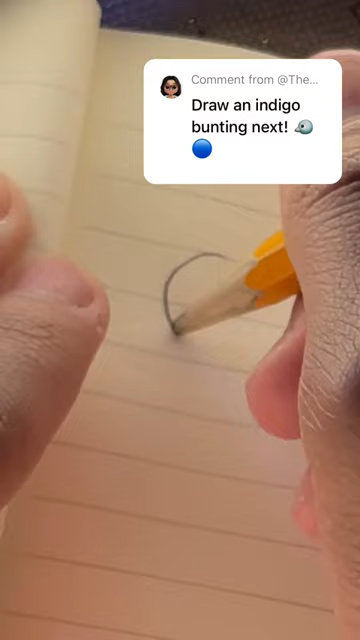 Comment from @The...
Draw an indigo
bunting next! 🐦
🔵